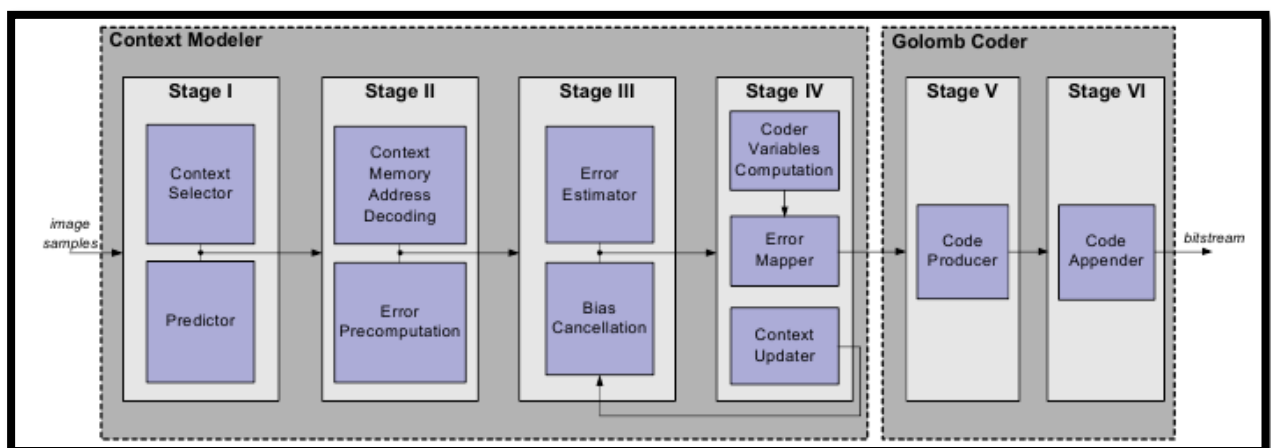 Context Modeler
Golomb Coder
Stage I
Stage II
Stage III
Stage IV
Stage V
Stage VI
image
samples
Context
Selector
Predictor
Context
Memory
Address
Decoding
Error
Precomputation
Error
Estimator
Bias
Cancellation
Coder
Variables
Computation
Error
Mapper
Context
Updater
Code
Producer
Code
Appender
bitstream